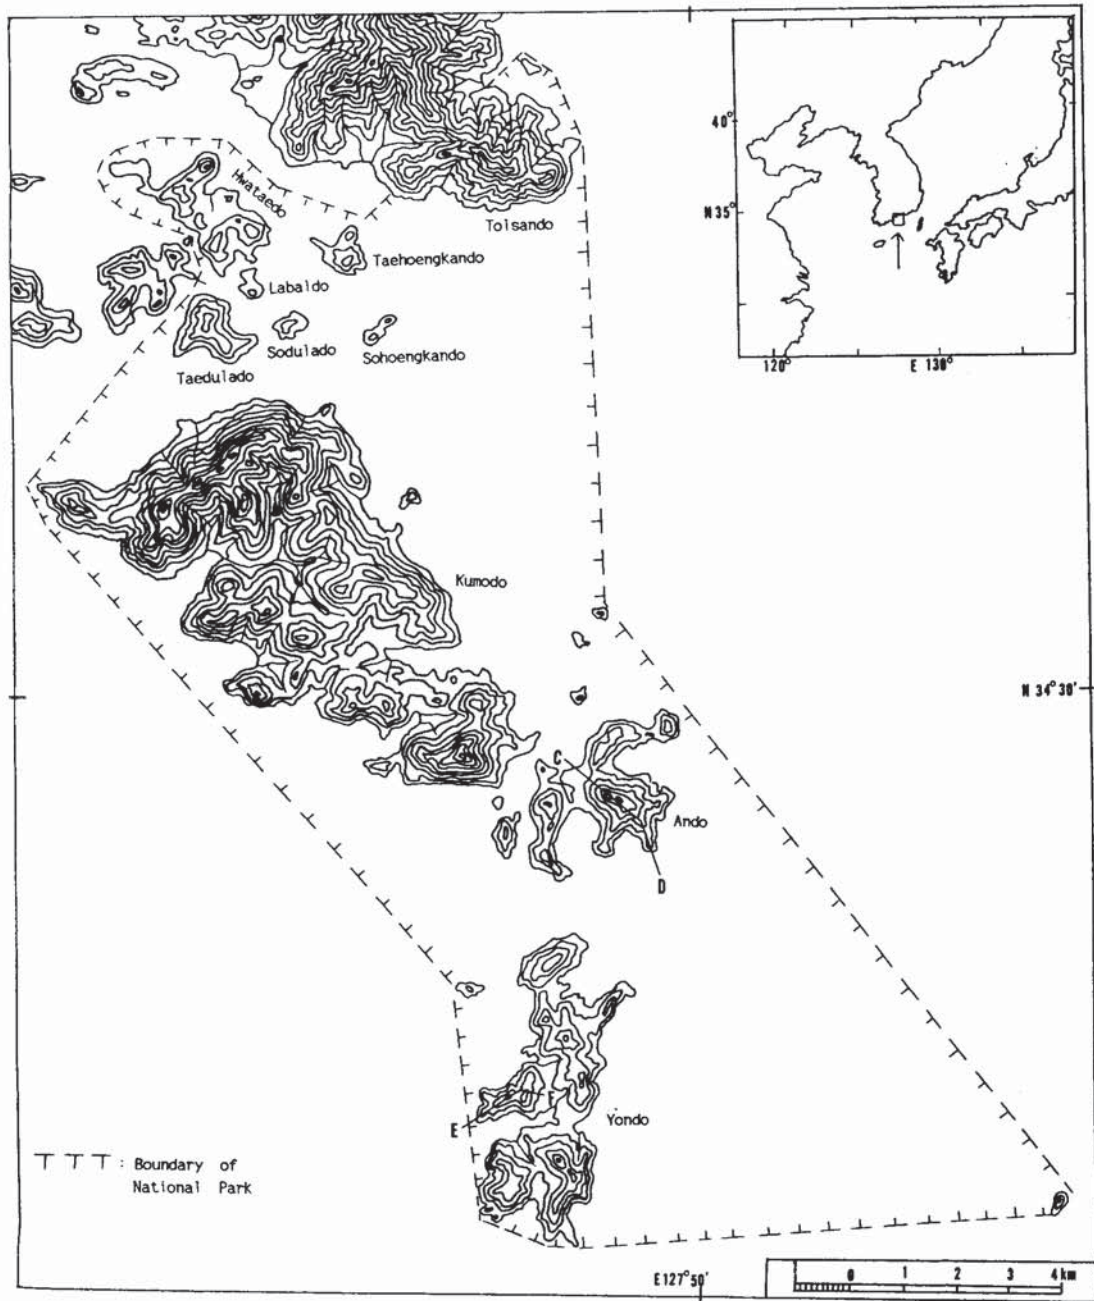 40°
N 35°
120°
E 130°
Hwataedo
Tolsando
Taehoengkando
Labaldo
Sodulado
Sohoengkando
Taedulado
Kumodo
N 34°30'
C
Ando
D
E
F
Yondo
T T T : Boundary of
National Park
E127°50'
0 1 2 3 4km